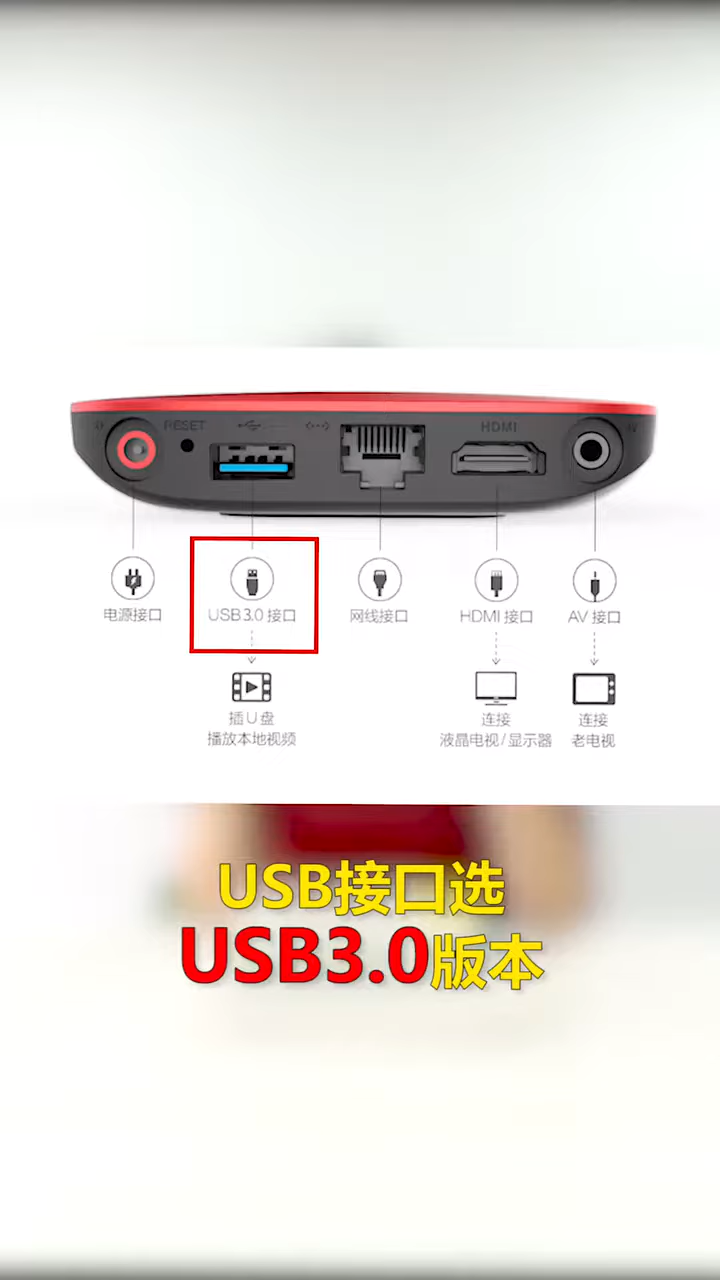 RESET
HDMI
AV
电源接口
USB3.0 接口
网线接口
HDMI 接口
AV 接口
插 U 盘
播放本地视频
连接
液晶电视/显示器
连接
老电视
USB接口选
USB3.0版本